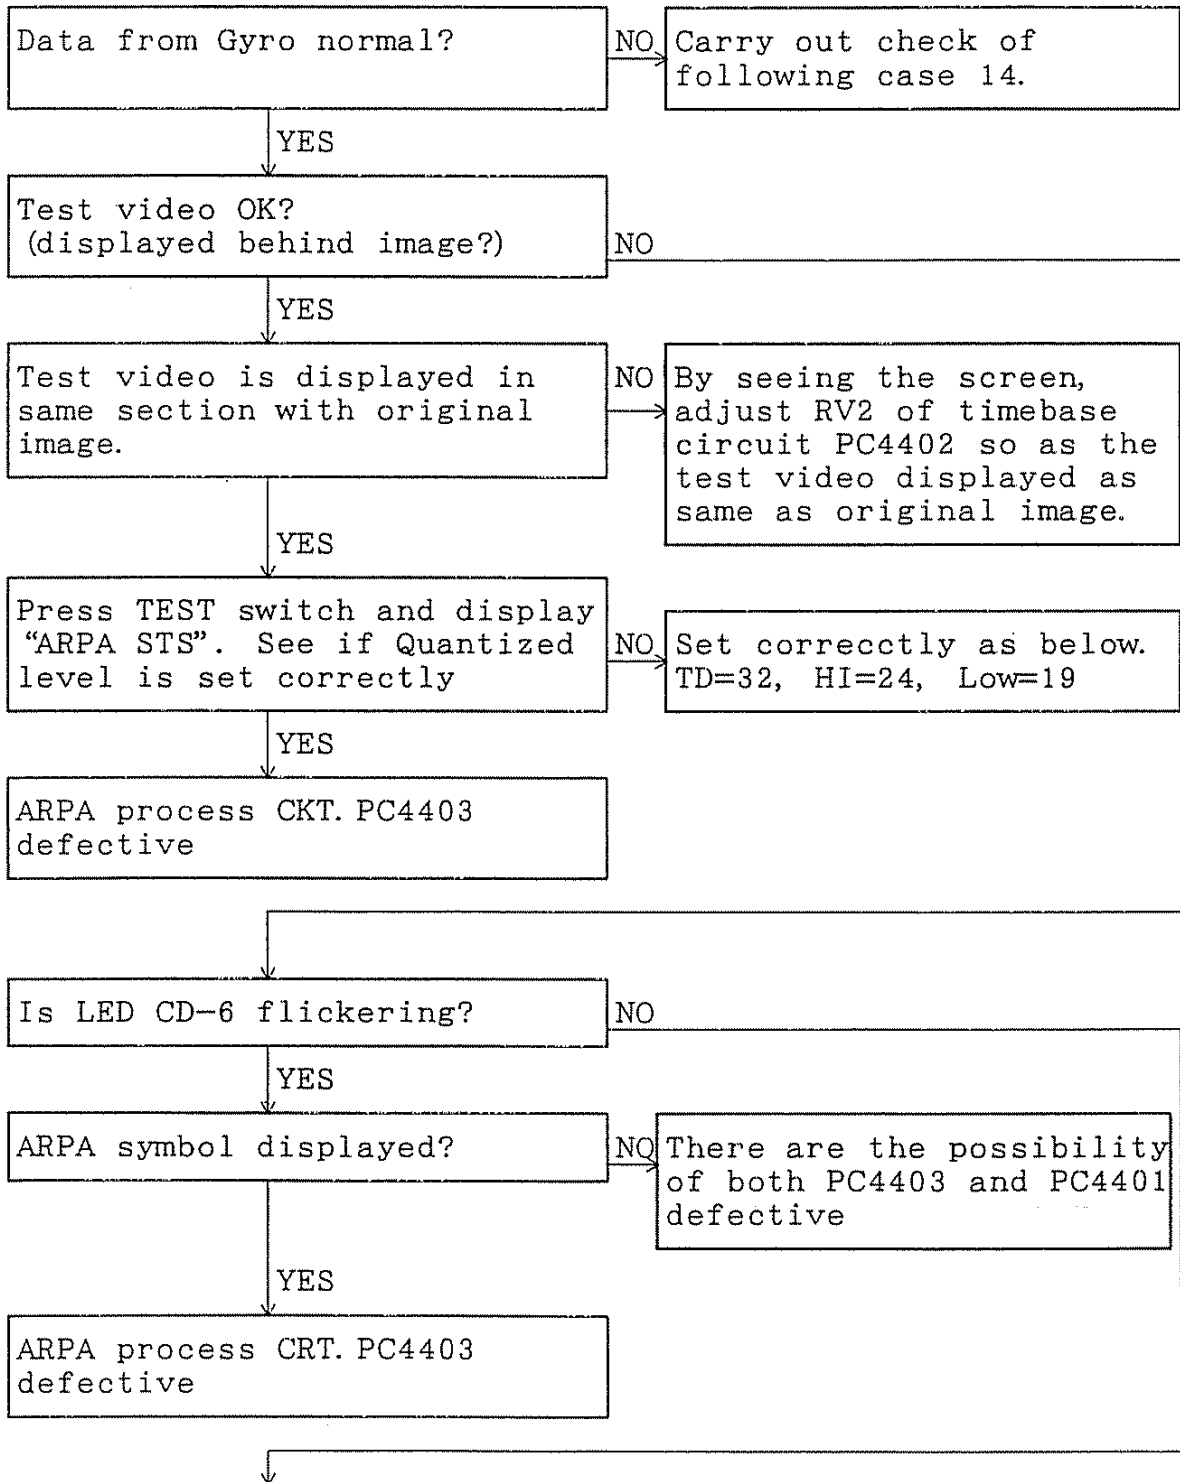 Data from Gyro normal?
NO
Carry out check of
following case 14.
YES
Test video OK?
(displayed behind image?)
NO
YES
Test video is displayed in
same section with original
image.
NO
By seeing the screen,
adjust RV2 of timebase
circuit PC4402 so as the
test video displayed as
same as original image.
YES
Press TEST switch and display
“ARPA STS”. See if Quantized
level is set correctly
NO
Set correcctly as below.
TD=32, HI=24, Low=19
YES
ARPA process CKT. PC4403
defective
Is LED CD-6 flickering?
NO
YES
ARPA symbol displayed?
NO
There are the possibility
of both PC4403 and PC4401
defective
YES
ARPA process CRT. PC4403
defective